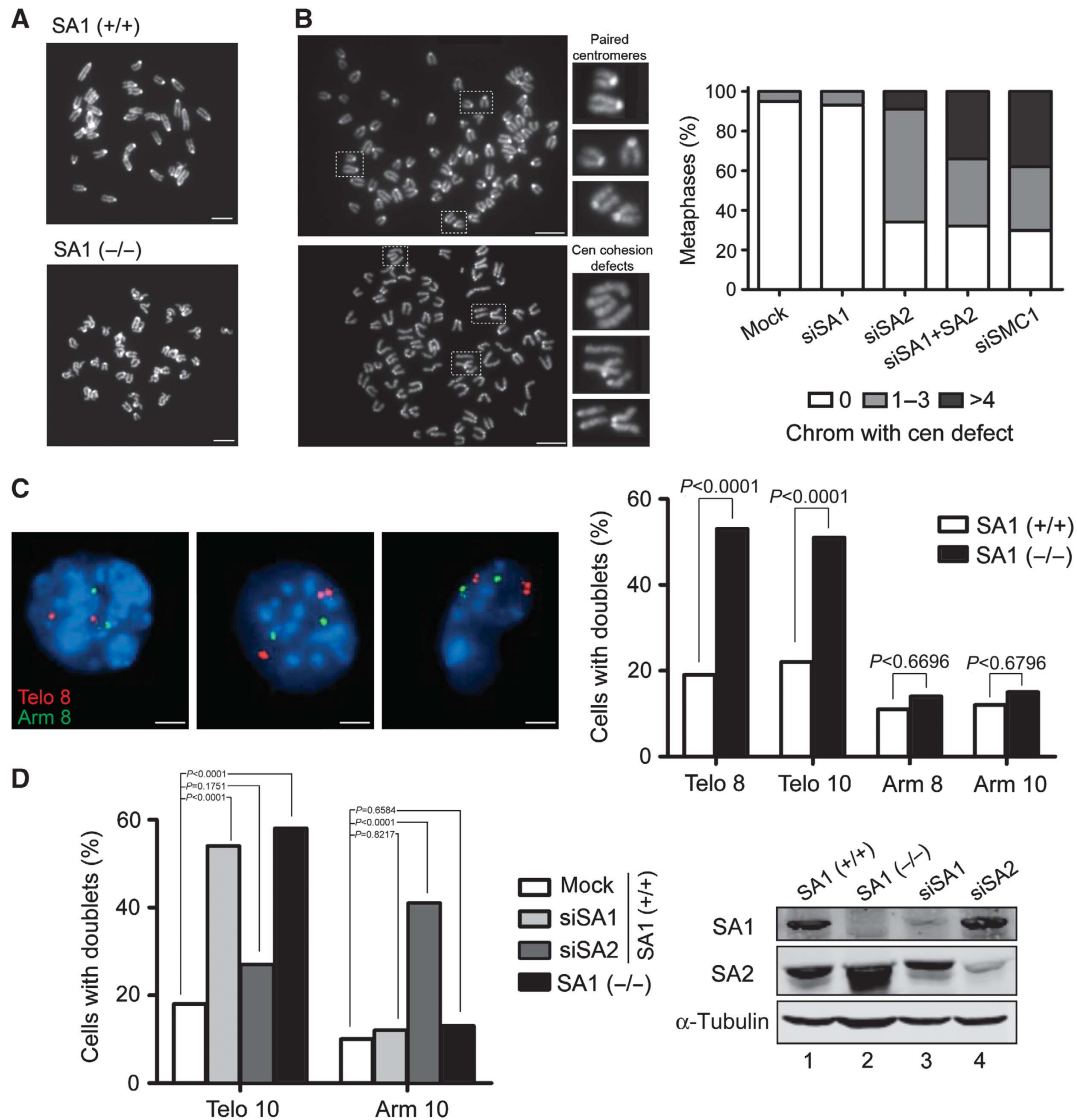 A
SA1 (+/+)
SA1 (–/–)
B
Paired
centromeres
Cen cohesion
defects
Metaphases (%)
100
80
60
40
20
0
Mock
siSA1
siSA2
siSA1+SA2
siSMC1
0
1–3
>4
Chrom with cen defect
C
Telo 8
Arm 8
Cells with doublets (%)
60
40
20
0
P<0.0001
P<0.0001
P<0.6696
P<0.6796
SA1 (+/+)
SA1 (–/–)
Telo 8
Telo 10
Arm 8
Arm 10
D
Cells with doublets (%)
60
40
20
0
P<0.0001
P=0.1751
P<0.0001
P=0.6584
P<0.0001
P=0.8217
Telo 10
Arm 10
Mock
siSA1
siSA2
SA1 (+/+)
SA1 (–/–)
SA1 (+/+)
SA1 (–/–)
siSA1
siSA2
SA1
SA2
α-Tubulin
1 2 3 4